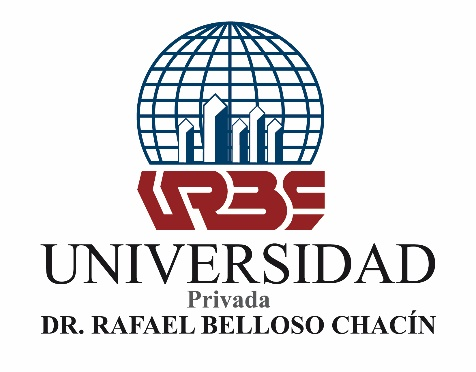 URBE
UNIVERSIDAD
Privada
DR. RAFAEL BELLOSO CHACÍN